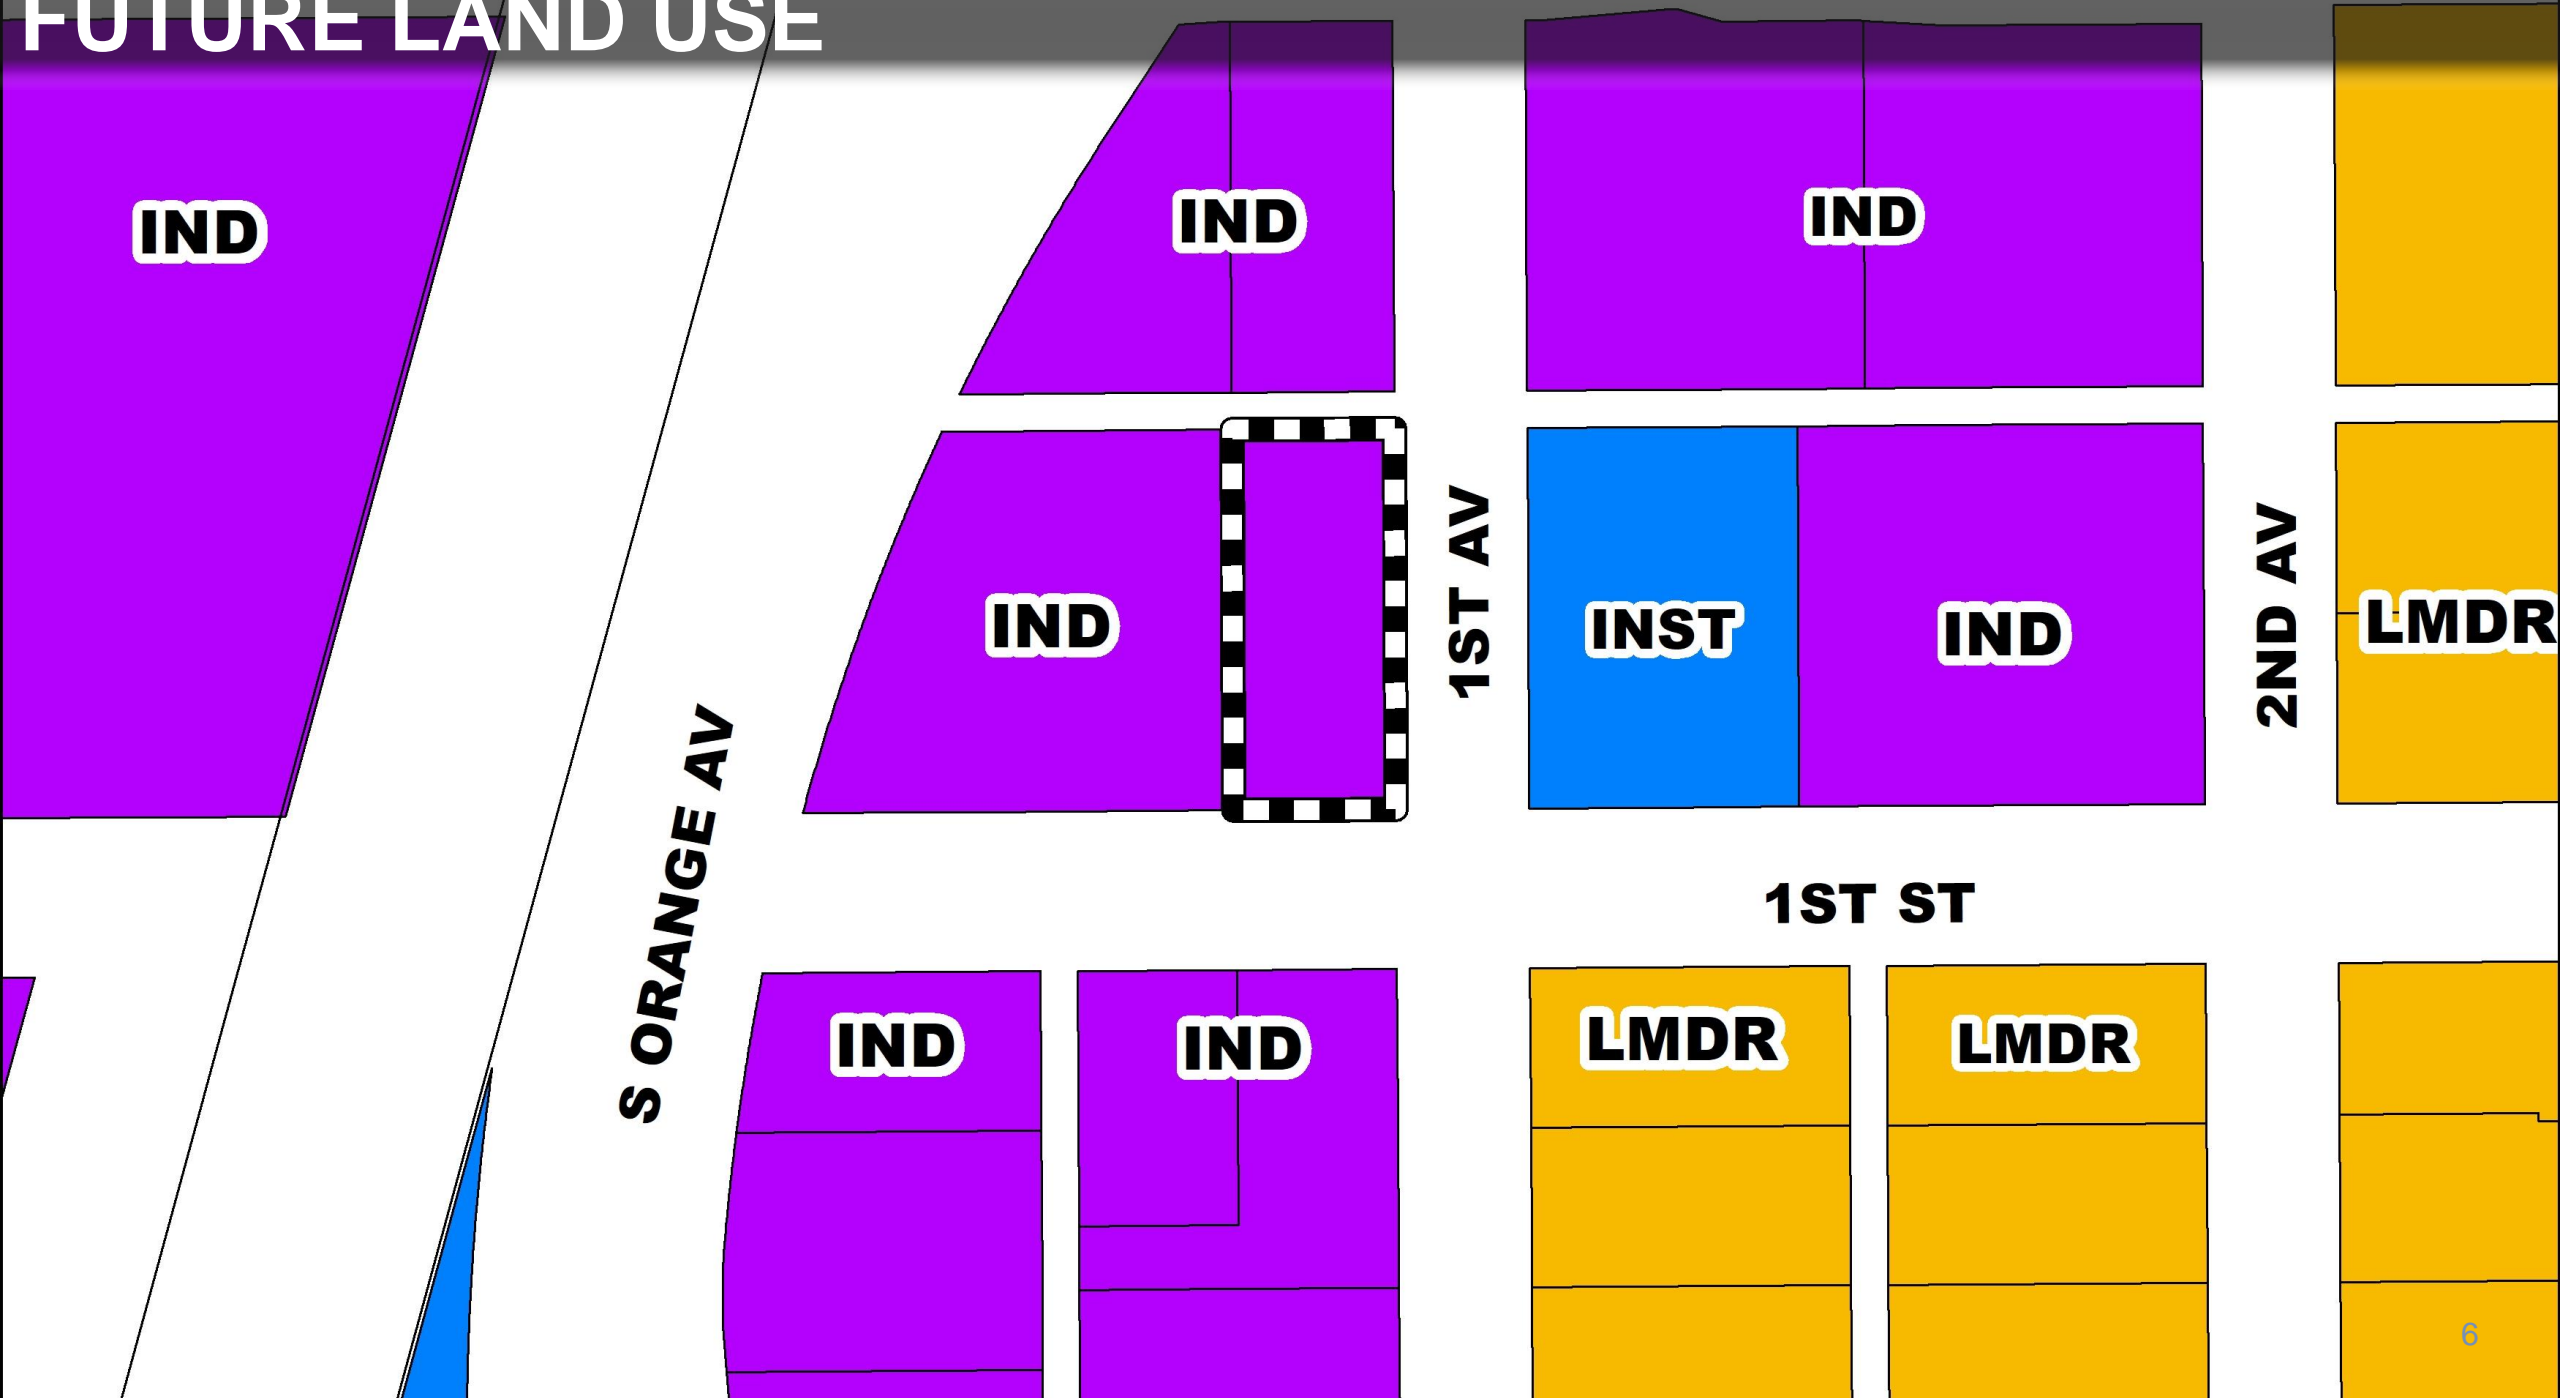 FUTURE LAND USE
IND
IND
IND
IND
1ST AV
INST
IND
2ND AV
LMDR
S ORANGE AV
1ST ST
IND
IND
LMDR
LMDR
6